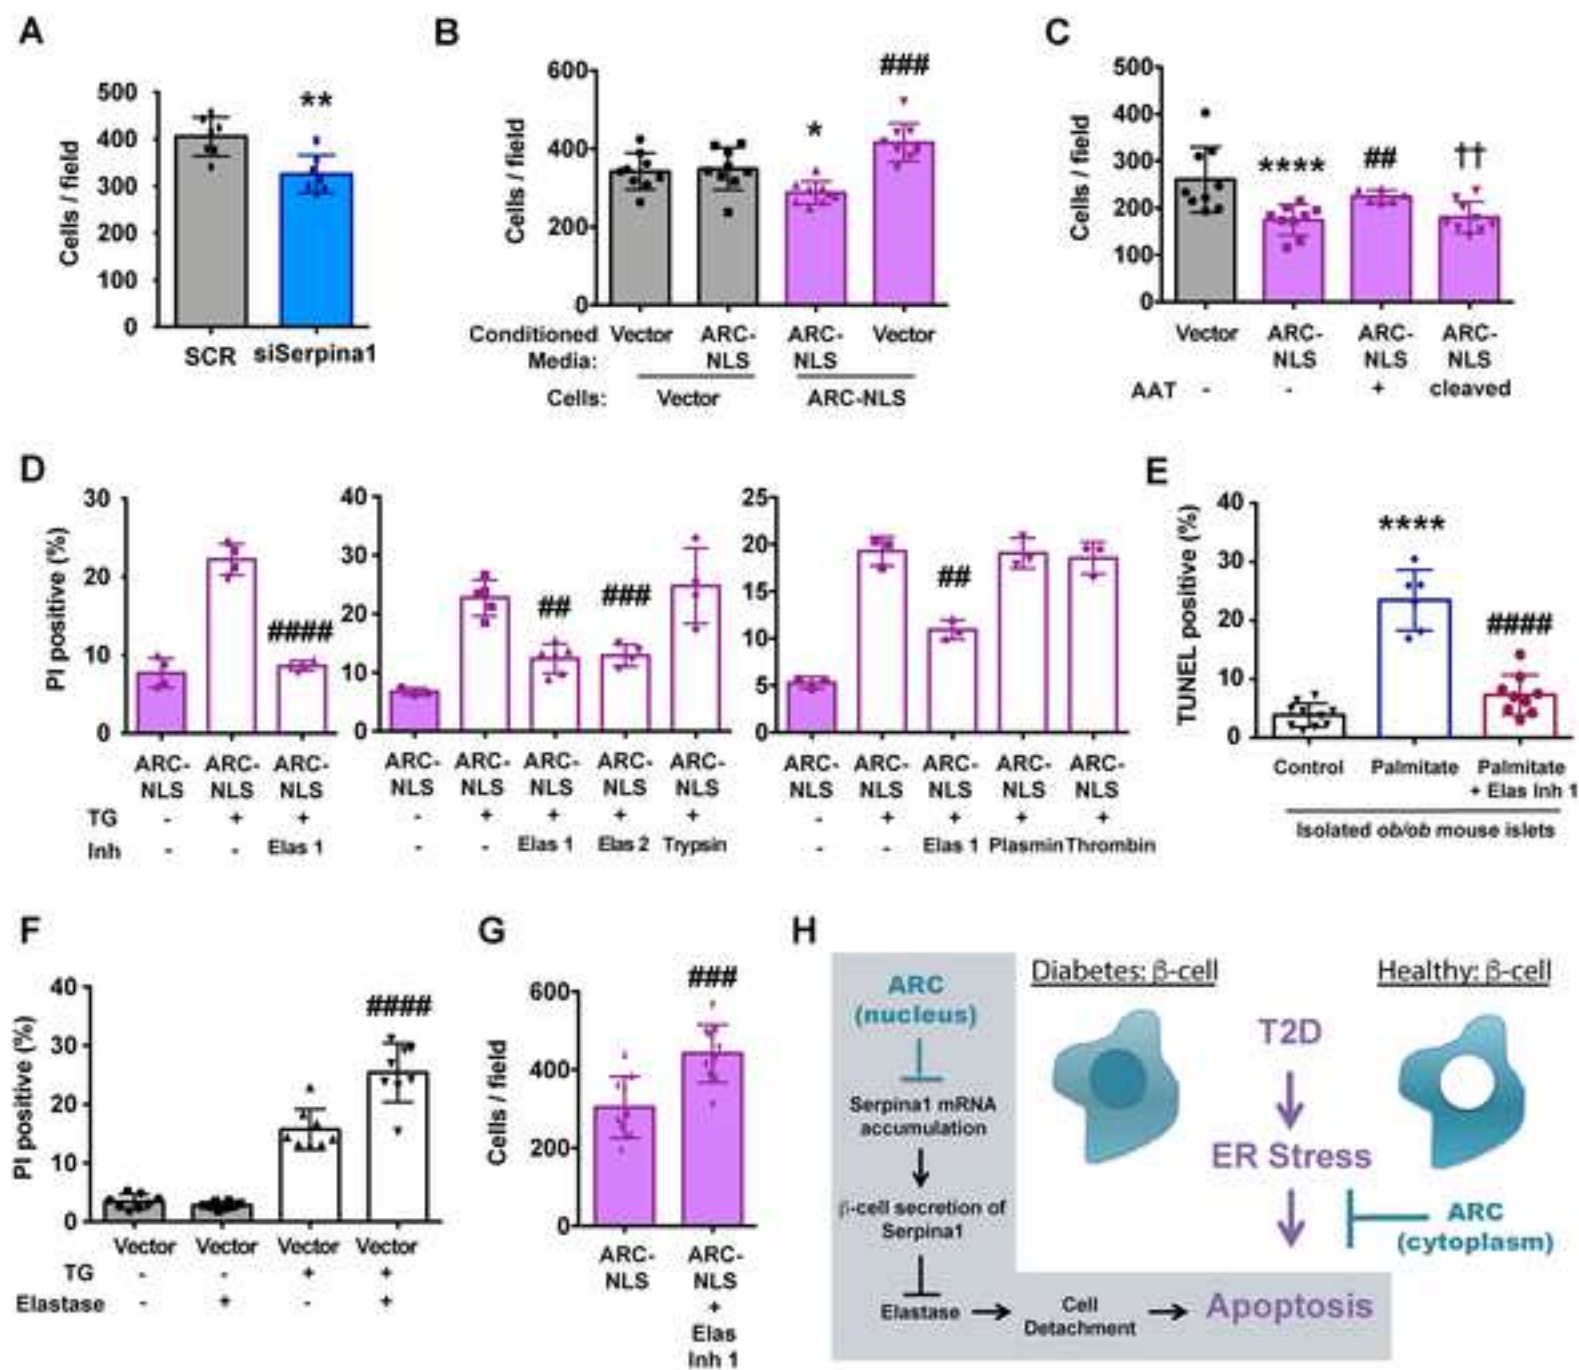 A
Cells / field
500
400
300
200
100
0
**
SCR siSerpina1
B
Cells / field
600
400
200
0
*
###
Conditioned Media:
Vector ARC-NLS ARC-NLS Vector
Cells: Vector ARC-NLS
C
Cells / field
500
400
300
200
100
0
****
##
††
Vector ARC-NLS ARC-NLS ARC-NLS
AAT - - + cleaved
D
PI positive (%)
30
20
10
0
####
ARC-NLS ARC-NLS ARC-NLS
TG - + +
Inh - - Elas 1
40
30
20
10
0
##
###
ARC-NLS ARC-NLS ARC-NLS ARC-NLS ARC-NLS
- + + + +
- - Elas 1 Elas 2 Trypsin
25
20
15
10
5
0
##
ARC-NLS ARC-NLS ARC-NLS ARC-NLS ARC-NLS
- + + + +
- - Elas 1 Plasmin Thrombin
E
TUNEL positive (%)
40
30
20
10
0
****
####
Control Palmitate Palmitate
+ Elas Inh 1
Isolated ob/ob mouse islets
F
PI positive (%)
40
30
20
10
0
####
Vector Vector Vector Vector
TG - - + +
Elastase - + - +
G
Cells / field
600
400
200
0
###
ARC-NLS ARC-NLS
+
Elas
Inh 1
H
ARC
(nucleus)
Serpina1 mRNA
accumulation
β-cell secretion of
Serpina1
Elastase
Cell
Detachment
Apoptosis
Diabetes: β-cell
T2D
ER Stress
Healthy: β-cell
ARC
(cytoplasm)